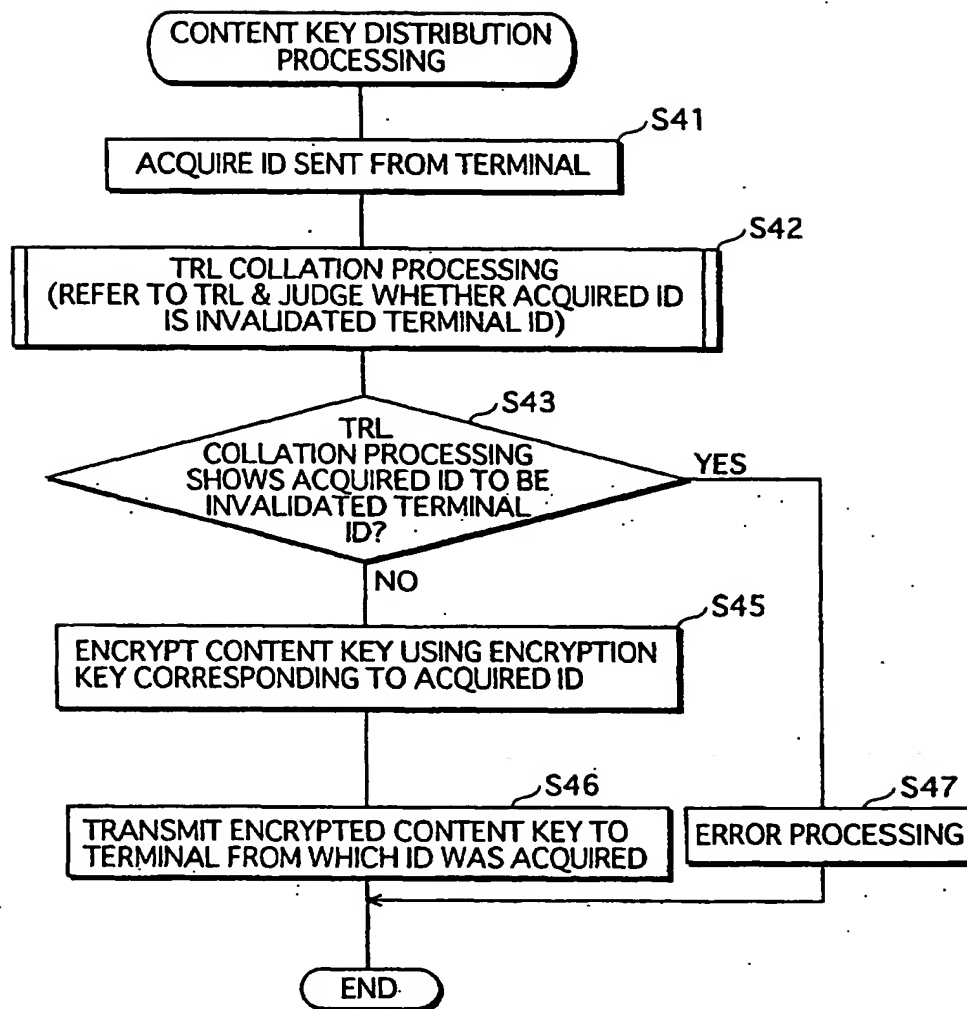 CONTENT KEY DISTRIBUTION
PROCESSING
S41
ACQUIRE ID SENT FROM TERMINAL
S42
TRL COLLATION PROCESSING
(REFER TO TRL & JUDGE WHETHER ACQUIRED ID
IS INVALIDATED TERMINAL ID)
S43
TRL
COLLATION PROCESSING
SHOWS ACQUIRED ID TO BE
INVALIDATED TERMINAL
ID?
YES
NO
S45
ENCRYPT CONTENT KEY USING ENCRYPTION
KEY CORRESPONDING TO ACQUIRED ID
S46
TRANSMIT ENCRYPTED CONTENT KEY TO
TERMINAL FROM WHICH ID WAS ACQUIRED
S47
ERROR PROCESSING
END